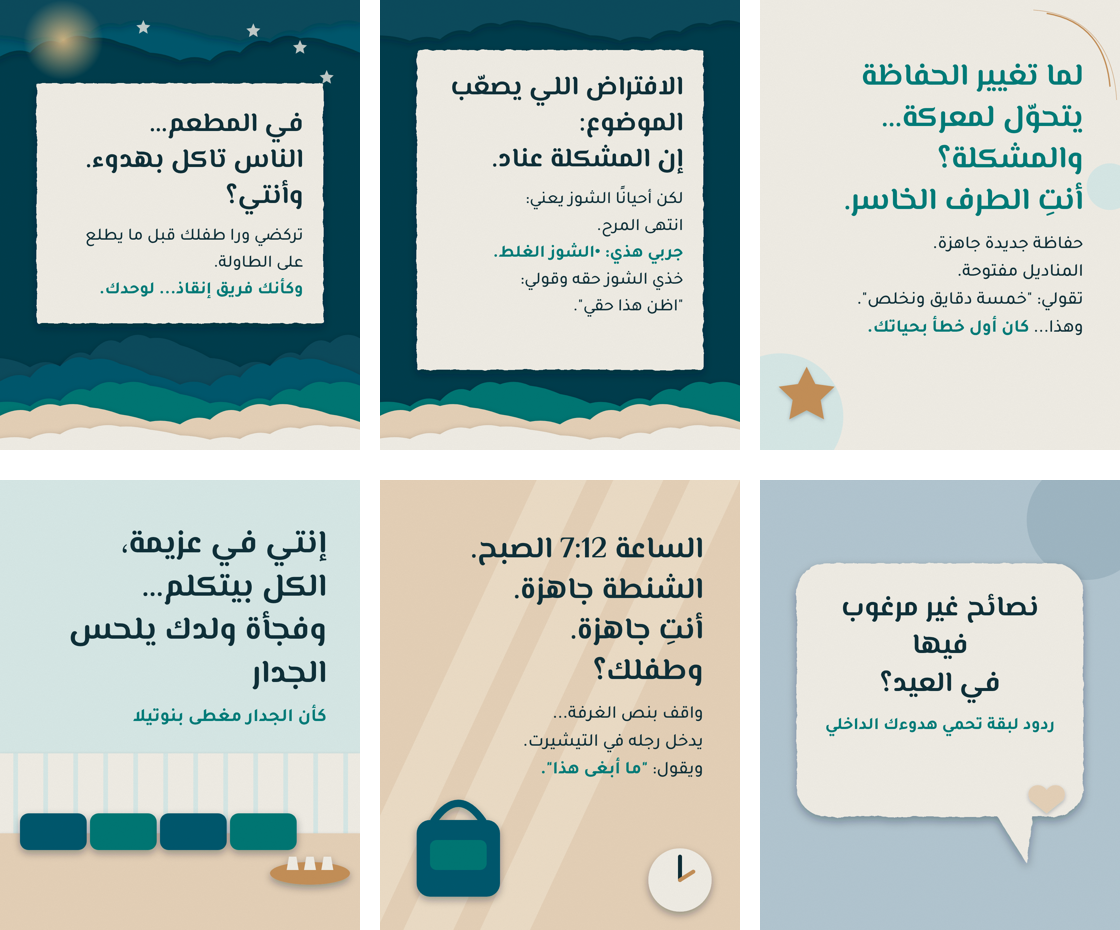 لما تغيير الحفاظة
يتحوّل لمعركة...
والمشكلة؟
أنتِ الطرف الخاسر.
حفاظة جديدة جاهزة.
المناديل مفتوحة.
تقولي: "خمسة دقايق ونخلص".
وهذا... كان أول خطأ بحياتك.
الافتراض اللي يصعّب
الموضوع:
إن المشكلة عناد.
لكن أحيانًا الشوز يعني:
انتهى المرح.
جربي هذي: •الشوز الغلط.
خذي الشوز حقه وقولي:
"اظن هذا حقي".
في المطعم...
الناس تاكل بهدوء.
وأنتي؟
تركضي ورا طفلك قبل ما يطلع
على الطاولة.
وكأنك فريق إنقاذ... لوحدك.
نصائح غير مرغوب
فيها
في العيد؟
ردود لبقة تحمي هدوءك الداخلي
الساعة 7:12 الصبح.
الشنطة جاهزة.
أنتِ جاهزة.
وطفلك؟
واقف بنص الغرفة...
يدخل رجله في التيشيرت.
ويقول: "ما أبغى هذا".
إنتي في عزيمة،
الكل بيتكلم...
وفجأة ولدك يلحس
الجدار
كأن الجدار مغطى بنوتيلا